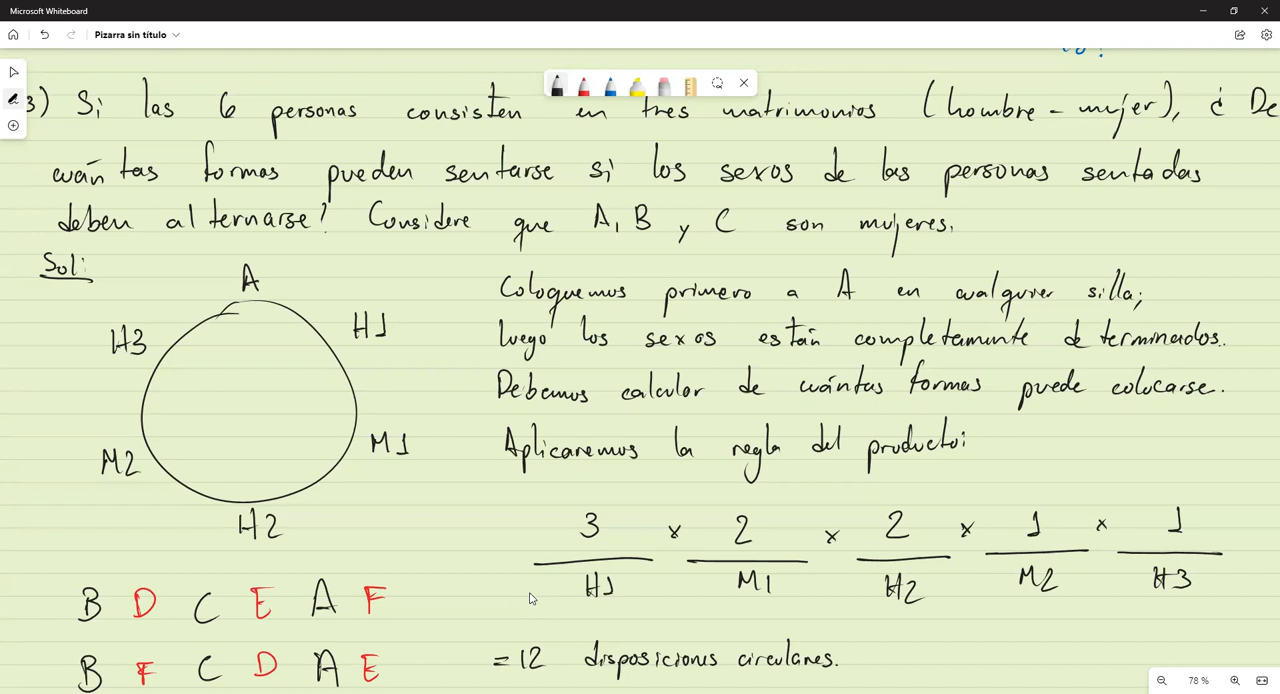 Microsoft Whiteboard
Pizarra sin título
3) Si las 6 personas consisten en tres matrimonios (hombre - mujer), ¿ De
cuántas formas pueden sentarse si los sexos de las personas sentadas
deben alternarse? Considere que A, B y C son mujeres.
Sol:
A
H3
H1
M2
M1
H2
Coloquemos primero a A en cualquier silla;
luego los sexos están completamente determinados.
Debemos calcular de cuántas formas puede colocarse.
Aplicaremos la regla del producto:
3 x 2 x 2 x 1 x 1
H1 M1 H2 M2 H3
B D C E A F
B F C D A E
= 12 disposiciones circulares.
78 %